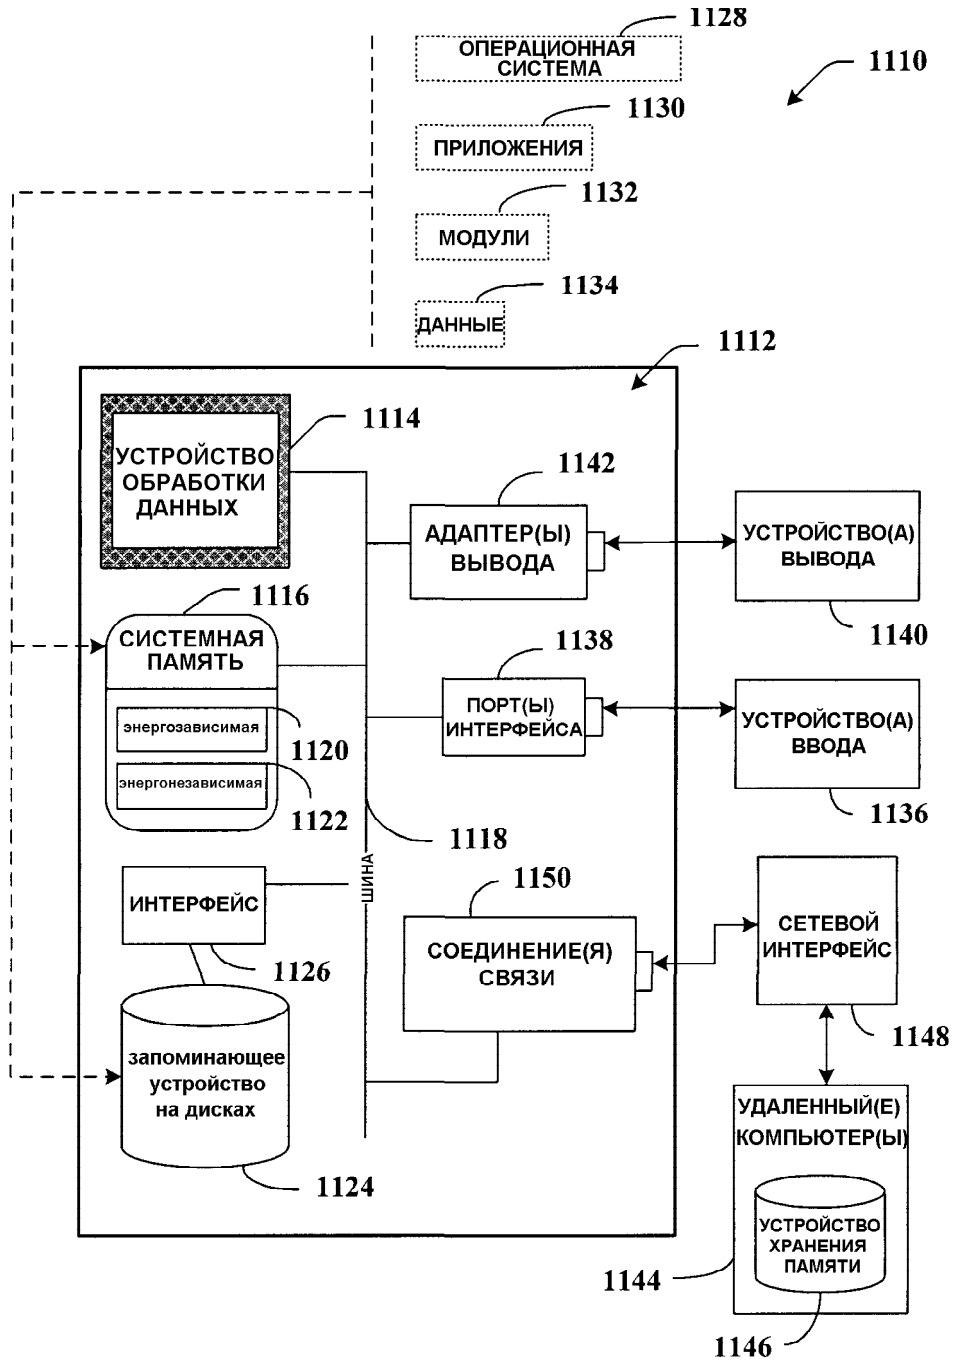 1128
ОПЕРАЦИОННАЯ
СИСТЕМА
1110
1130
ПРИЛОЖЕНИЯ
1132
МОДУЛИ
1134
ДАННЫЕ
1112
1114
УСТРОЙСТВО
ОБРАБОТКИ
ДАННЫХ
1142
АДАПТЕР(Ы)
ВЫВОДА
УСТРОЙСТВО(А)
ВЫВОДА
1140
1116
СИСТЕМНАЯ
ПАМЯТЬ
энергозависимая
1120
энергонезависимая
1122
1138
ПОРТ(Ы)
ИНТЕРФЕЙСА
УСТРОЙСТВО(А)
ВВОДА
1136
1118
ШИНА
ИНТЕРФЕЙС
1126
1150
СОЕДИНЕНИЕ(Я)
СВЯЗИ
СЕТЕВОЙ
ИНТЕРФЕЙС
1148
запоминающее
устройство
на дисках
1124
УДАЛЕННЫЙ(Е)
КОМПЬЮТЕР(Ы)
УСТРОЙСТВО
ХРАНЕНИЯ
ПАМЯТИ
1144
1146